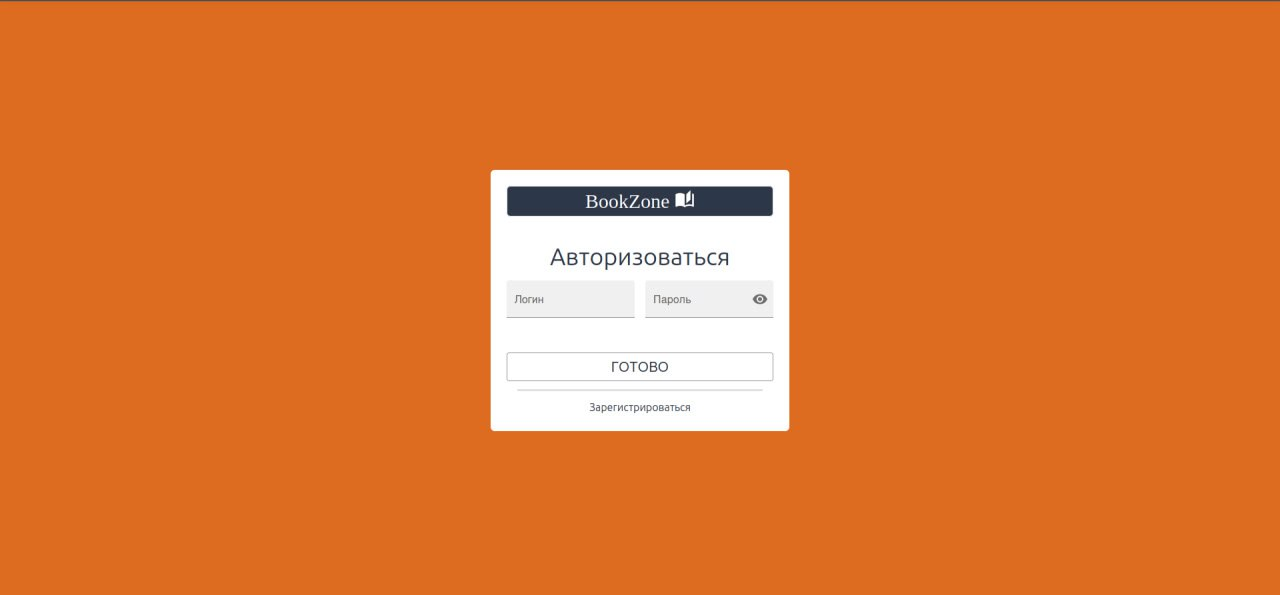 BookZone
Авторизоваться
Логин
Пароль
ГОТОВО
Зарегистрироваться